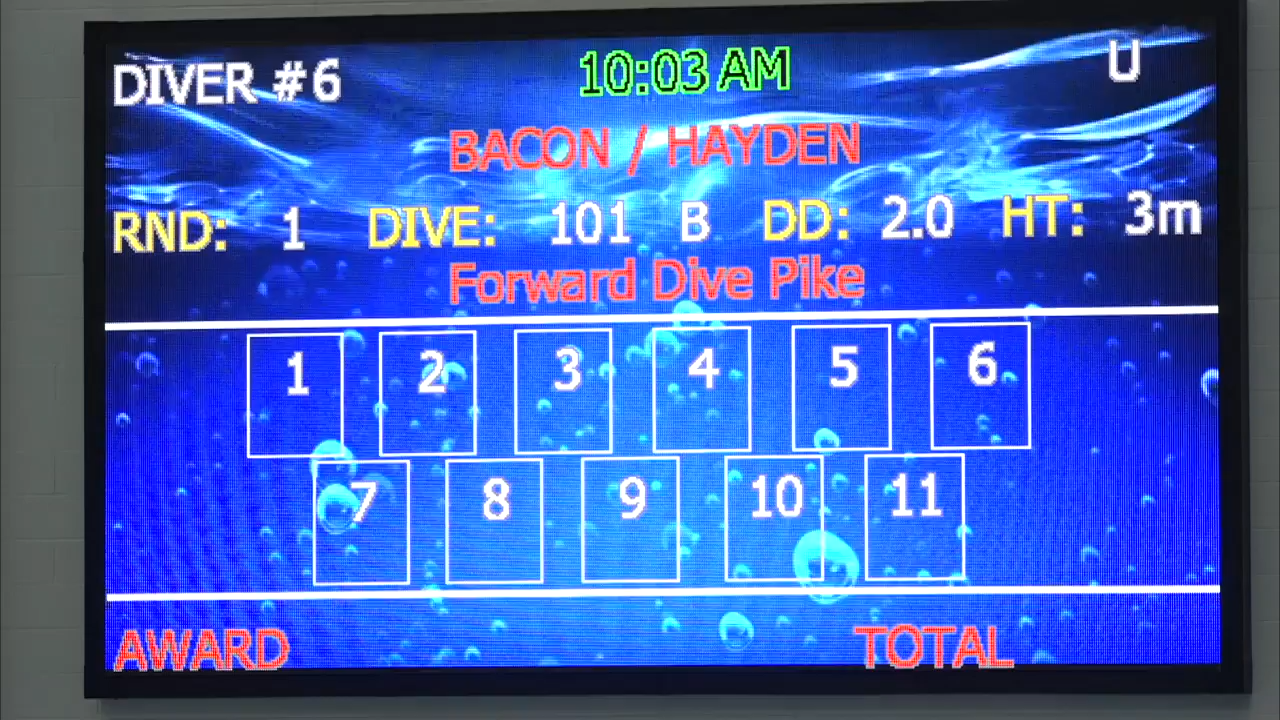 DIVER #6 10:03 AM U
BACON / HAYDEN
RND: 1 DIVE: 101 B DD: 2.0 HT: 3m
Forward Dive Pike
1 2 3 4 5 6
7 8 9 10 11
AWARD TOTAL